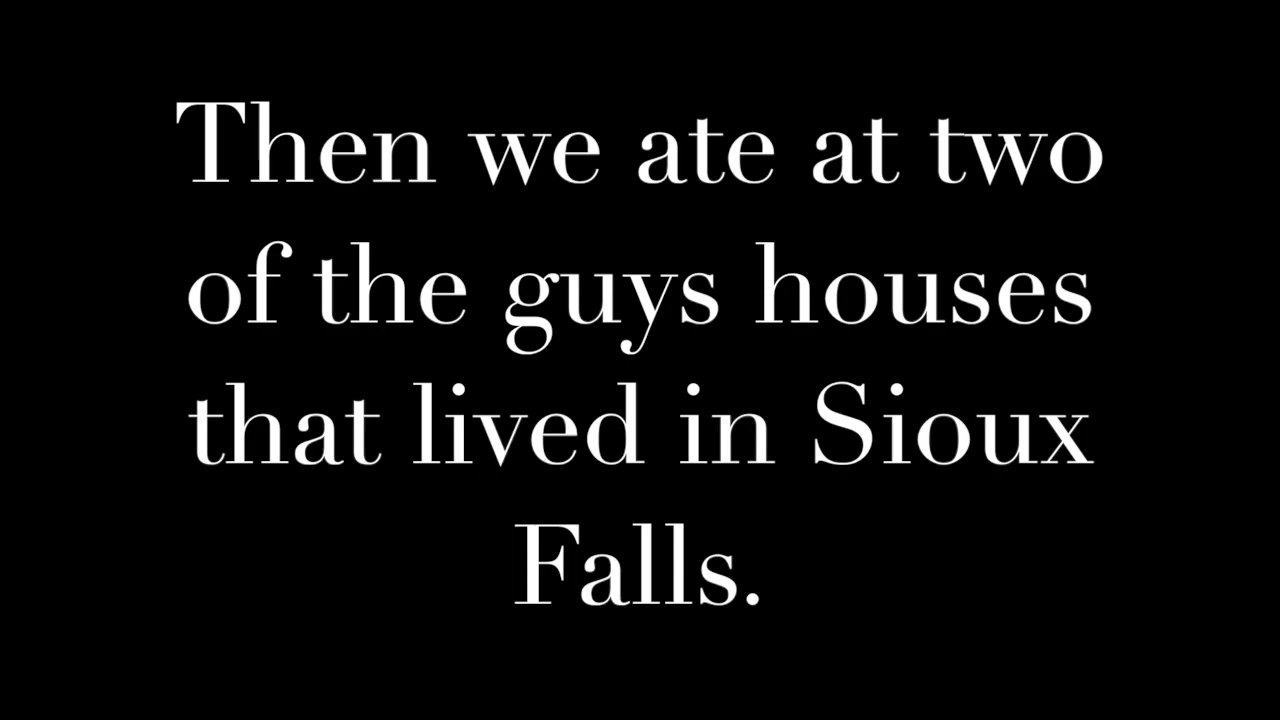 Then we ate at two
of the guys houses
that lived in Sioux
Falls.